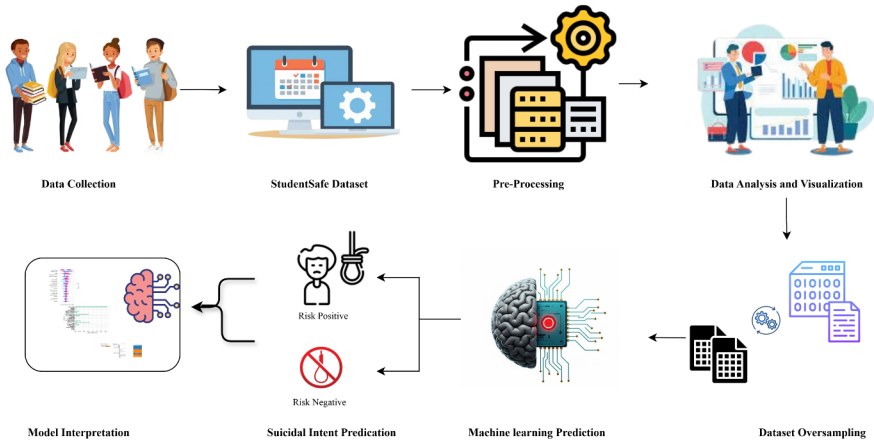 Data Collection
StudentSafe Dataset
Pre-Processing
Data Analysis and Visualization
Risk Positive
Risk Negative
Model Interpretation
Suicidal Intent Predication
Machine learning Prediction
Dataset Oversampling